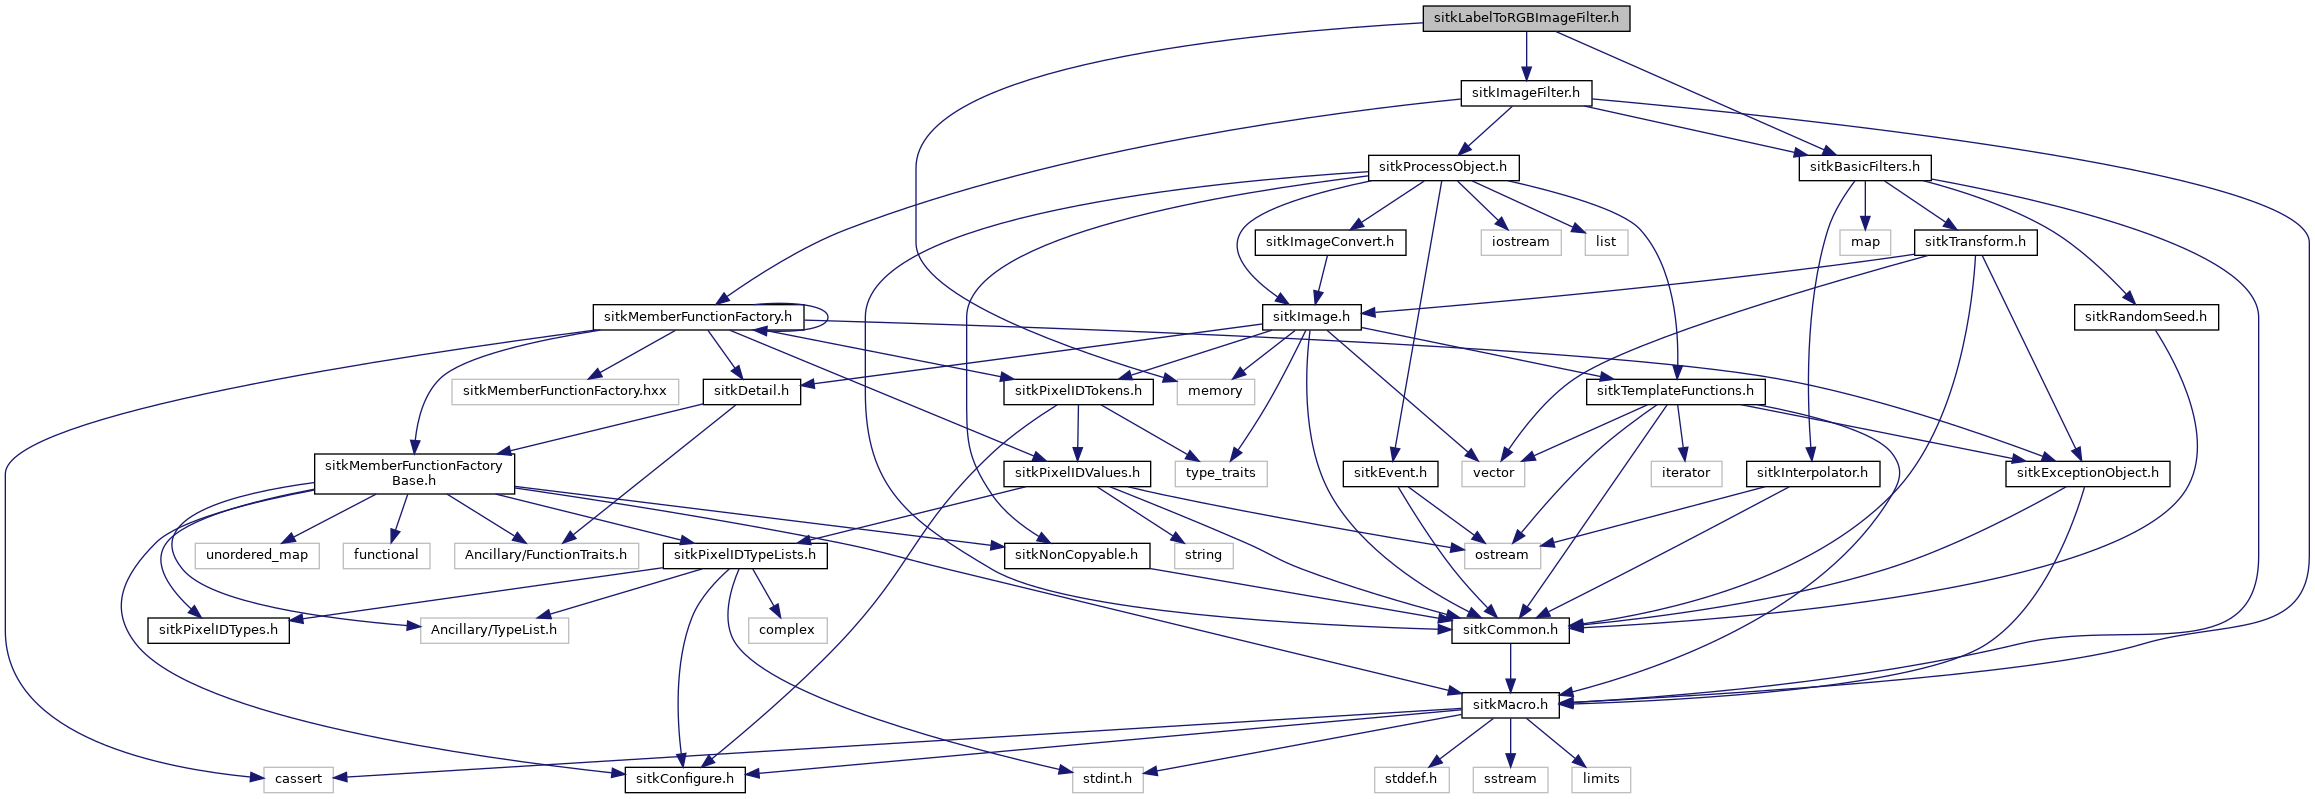 sitkLabelToRGBImageFilter.h
sitkImageFilter.h
sitkProcessObject.h
sitkBasicFilters.h
sitkImageConvert.h
iostream
list
map
sitkTransform.h
sitkMemberFunctionFactory.h
sitkImage.h
sitkRandomSeed.h
sitkMemberFunctionFactory.hxx
sitkDetail.h
sitkPixelIDTokens.h
memory
sitkTemplateFunctions.h
sitkMemberFunctionFactory
Base.h
sitkPixelIDValues.h
type_traits
sitkEvent.h
vector
iterator
sitkInterpolator.h
sitkExceptionObject.h
unordered_map
functional
Ancillary/FunctionTraits.h
sitkPixelIDTypeLists.h
sitkNonCopyable.h
string
ostream
sitkPixelIDTypes.h
Ancillary/TypeList.h
complex
sitkCommon.h
sitkMacro.h
cassert
sitkConfigure.h
stdint.h
stddef.h
sstream
limits